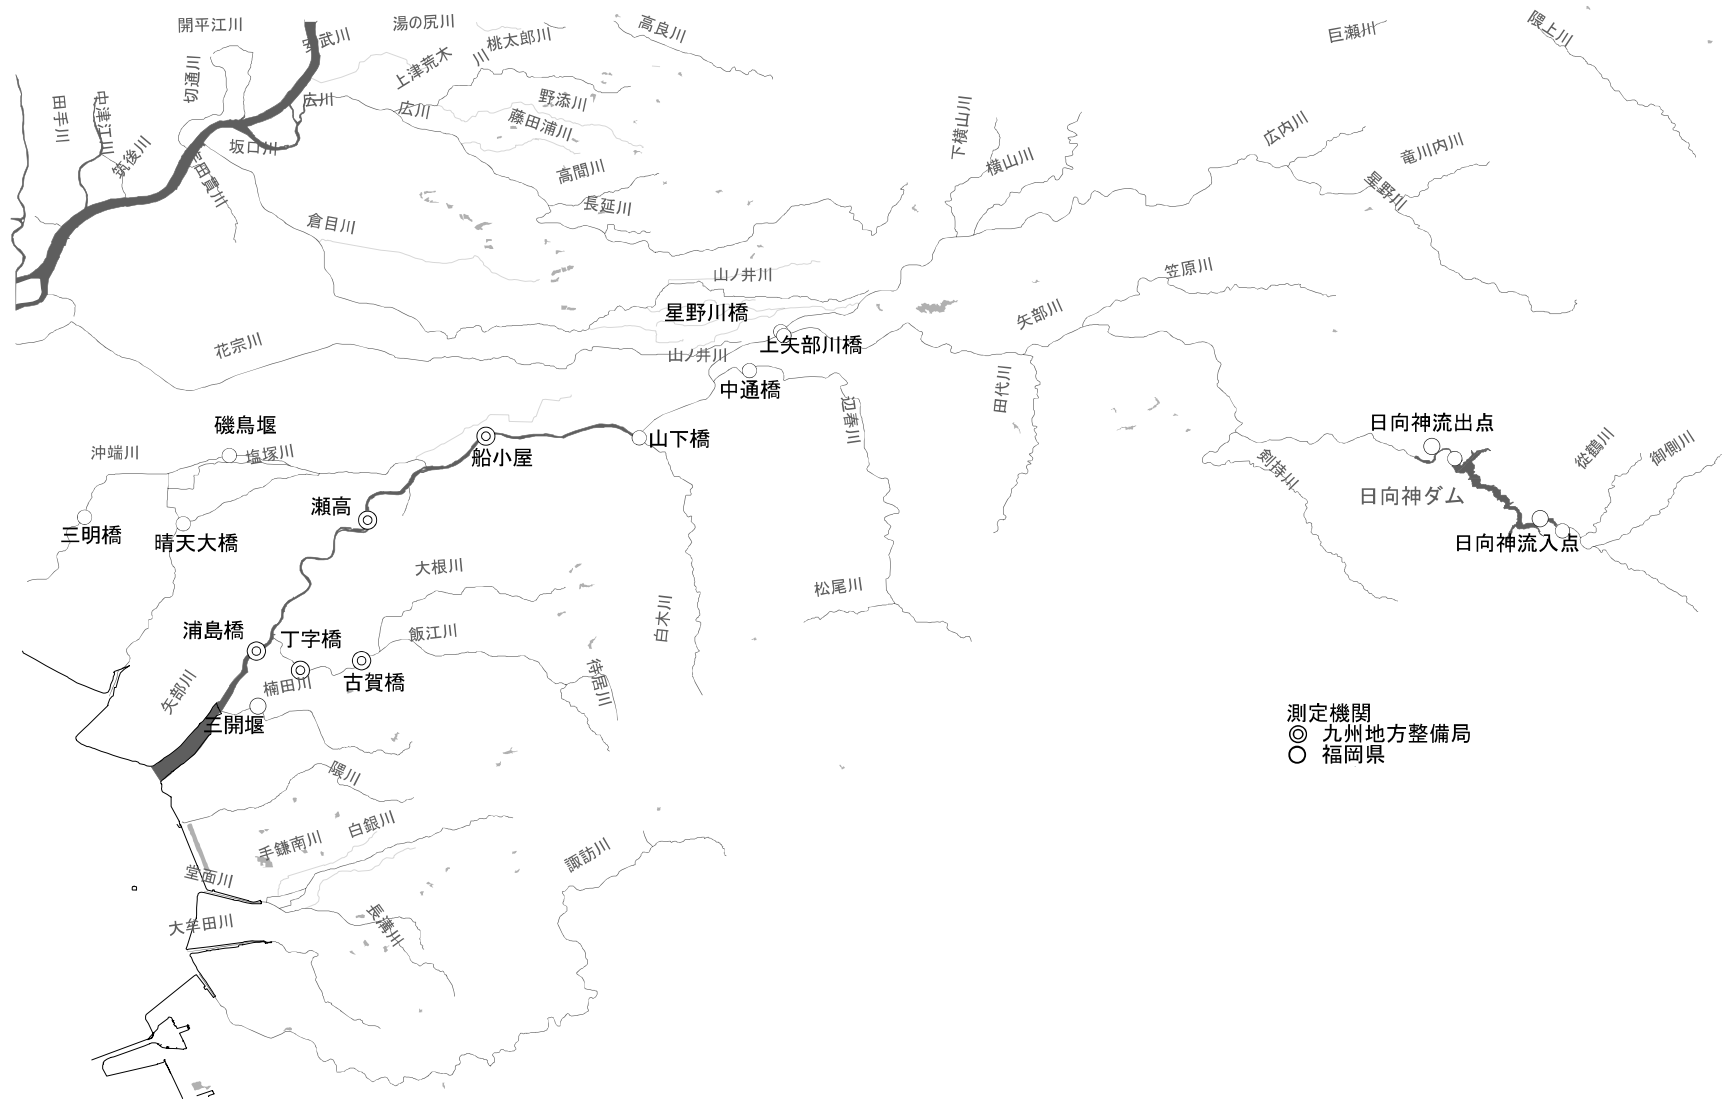 開平江川
湯の尻川
安武川
桃太郎川
高良川
巨瀬川
隈上川
上津荒木
川
切通川
田手川
中津江川
広川
広川
野添川
藤田浦川
下横山川
広内川
竜川内川
筑後川
坂口川
横山川
高間川
星野川
長延川
倉目川
山ノ井川
笠原川
星野川橋
矢部川
花宗川
上矢部川橋
山ノ井川
中通橋
田代川
辺春川
磯鳥堰
日向神流出点
沖端川
塩塚川
山下橋
船小屋
剣持川
従鶴川
御側川
瀬高
日向神ダム
三明橋
晴天大橋
日向神流入点
大根川
松尾川
白木川
浦島橋
丁字橋
飯江川
矢部川
楠田川
古賀橋
待居川
三開堰
測定機関
九州地方整備局
福岡県
隈川
手鎌南川
白銀川
諏訪川
堂面川
大牟田川
長溝川